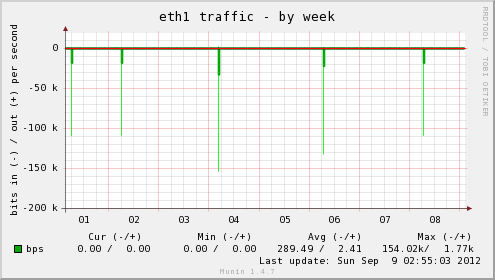 eth1 traffic - by week
RRDTOOL / TOBI OETIKER
bits in (-) / out (+) per second
0
-50 k
-100 k
-150 k
-200 k
01 02 03 04 05 06 07 08
Cur (-/+) Min (-/+) Avg (-/+) Max (-/+)
bps 0.00 / 0.00 0.00 / 0.00 289.49 / 2.41 154.02k/ 1.77k
Last update: Sun Sep 9 02:55:03 2012
Munin 1.4.7